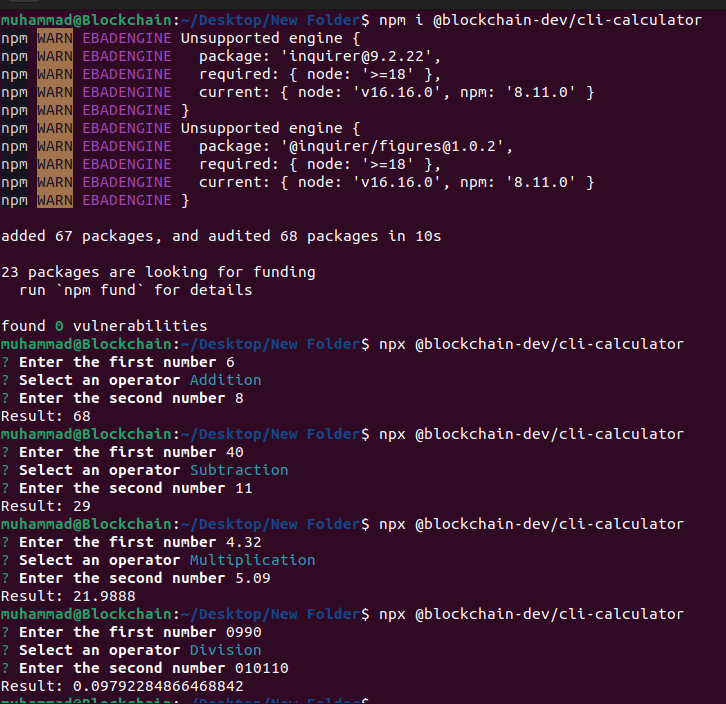 muhammad@Blockchain:~/Desktop/New Folder$ npm i @blockchain-dev/cli-calculator
npm WARN EBADENGINE Unsupported engine {
npm WARN EBADENGINE   package: 'inquirer@9.2.22',
npm WARN EBADENGINE   required: { node: '>=18' },
npm WARN EBADENGINE   current: { node: 'v16.16.0', npm: '8.11.0' }
npm WARN EBADENGINE }
npm WARN EBADENGINE Unsupported engine {
npm WARN EBADENGINE   package: '@inquirer/figures@1.0.2',
npm WARN EBADENGINE   required: { node: '>=18' },
npm WARN EBADENGINE   current: { node: 'v16.16.0', npm: '8.11.0' }
npm WARN EBADENGINE }
added 67 packages, and audited 68 packages in 10s
23 packages are looking for funding
  run `npm fund` for details
found 0 vulnerabilities
muhammad@Blockchain:~/Desktop/New Folder$ npx @blockchain-dev/cli-calculator
? Enter the first number 6
? Select an operator Addition
? Enter the second number 8
Result: 68
muhammad@Blockchain:~/Desktop/New Folder$ npx @blockchain-dev/cli-calculator
? Enter the first number 40
? Select an operator Subtraction
? Enter the second number 11
Result: 29
muhammad@Blockchain:~/Desktop/New Folder$ npx @blockchain-dev/cli-calculator
? Enter the first number 4.32
? Select an operator Multiplication
? Enter the second number 5.09
Result: 21.9888
muhammad@Blockchain:~/Desktop/New Folder$ npx @blockchain-dev/cli-calculator
? Enter the first number 0990
? Select an operator Division
? Enter the second number 010110
Result: 0.09792284866468842
muhammad@Blockchain:~/Desktop/New Folder$